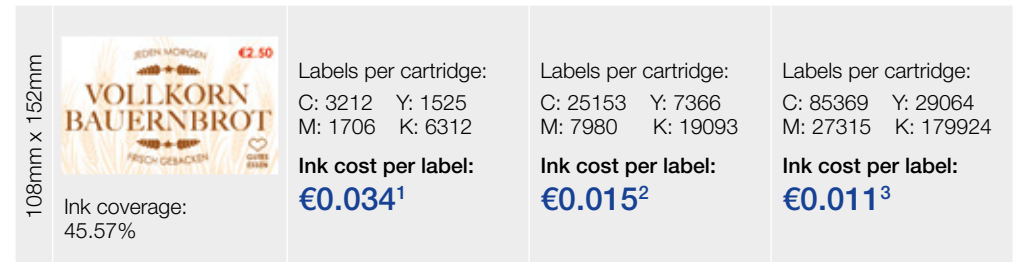 108mm x 152mm
JEDEN MORGEN
€2.50
VOLLKORN
BAUERNBROT
FRISCH GEBACKEN
GUTES
ESSEN
Ink coverage:
45.57%
Labels per cartridge:
C: 3212 Y: 1525
M: 1706 K: 6312
Ink cost per label:
€0.034¹
Labels per cartridge:
C: 25153 Y: 7366
M: 7980 K: 19093
Ink cost per label:
€0.015²
Labels per cartridge:
C: 85369 Y: 29064
M: 27315 K: 179924
Ink cost per label:
€0.011³